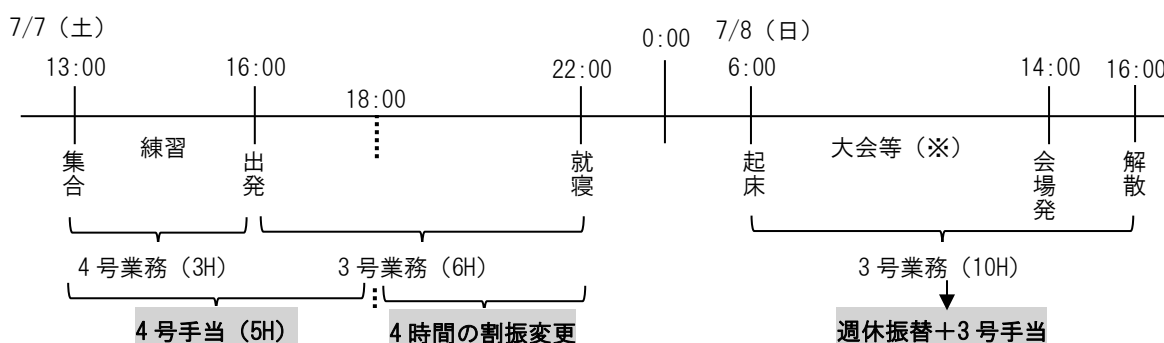 7/7（土）
0:00
7/8（日）
13:00
16:00
18:00
22:00
6:00
14:00
16:00
集合
練習
出発
就寝
起床
大会等（※）
会場発
解散
4号業務（3H）
3号業務（6H）
3号業務（10H）
4号手当（5H）
4時間の割振変更
週休振替＋3号手当